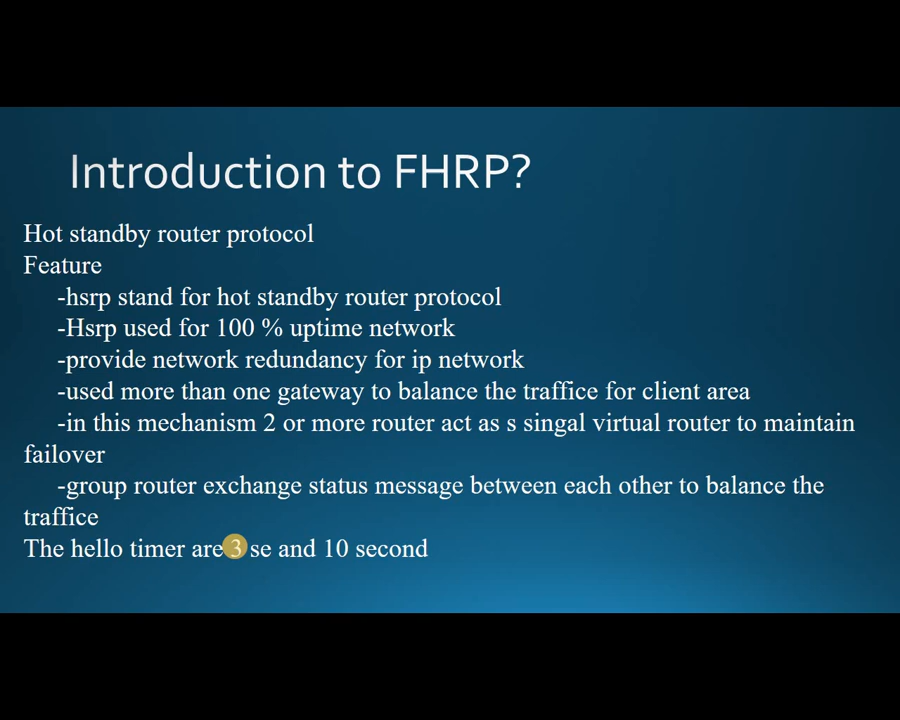 Introduction to FHRP?
Hot standby router protocol
Feature
-hsrp stand for hot standby router protocol
-Hsrp used for 100 % uptime network
-provide network redundancy for ip network
-used more than one gateway to balance the traffice for client area
-in this mechanism 2 or more router act as s singal virtual router to maintain
failover
-group router exchange status message between each other to balance the
traffice
The hello timer are 3 se and 10 second